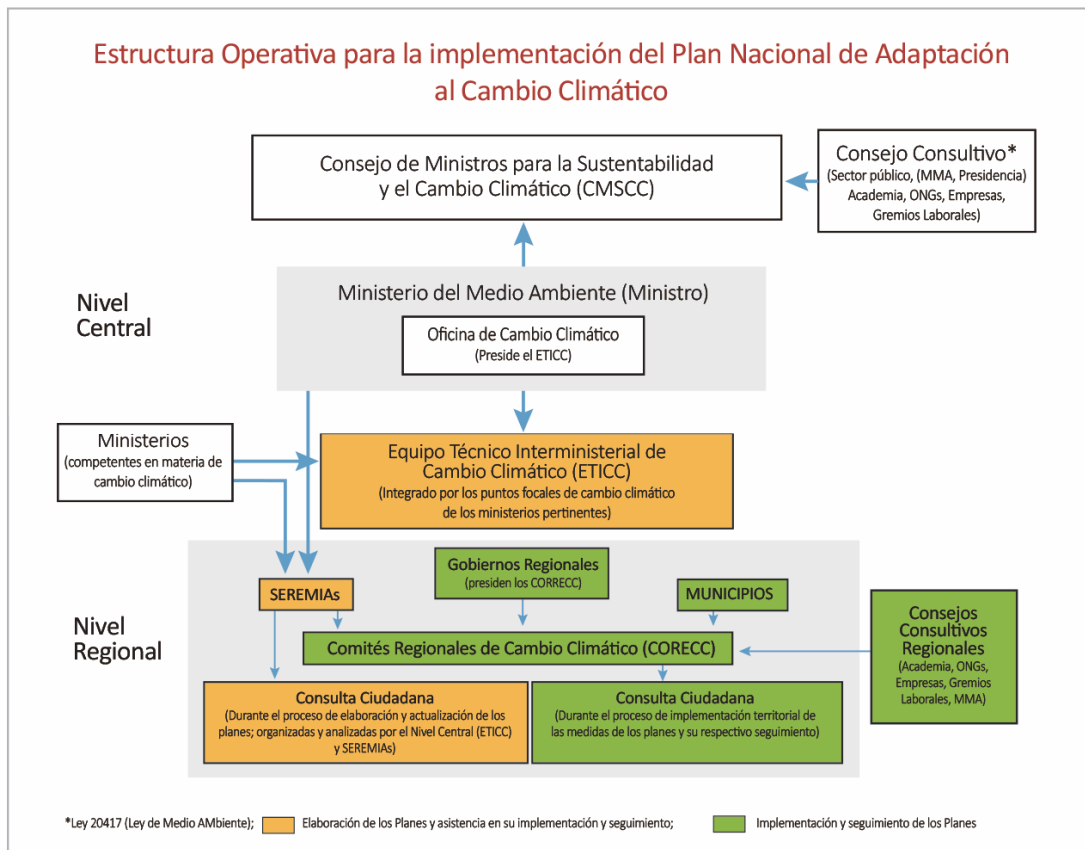 Estructura Operativa para la implementación del Plan Nacional de Adaptación
al Cambio Climático
Consejo de Ministros para la Sustentabilidad
y el Cambio Climático (CMSCC)
Consejo Consultivo*
(Sector público, (MMA, Presidencia)
Academia, ONGs, Empresas,
Gremios Laborales)
Nivel
Central
Ministerio del Medio Ambiente (Ministro)
Oficina de Cambio Climático
(Preside el ETICC)
Ministerios
(competentes en materia de
cambio climático)
Equipo Técnico Interministerial de
Cambio Climático (ETICC)
(Integrado por los puntos focales de cambio climático
de los ministerios pertinentes)
Nivel
Regional
SEREMIAs
Gobiernos Regionales
(presiden los CORRECC)
MUNICIPIOS
Comités Regionales de Cambio Climático (CORECC)
Consejos
Consultivos
Regionales
(Academia, ONGs,
Empresas, Gremios
Laborales, MMA)
Consulta Ciudadana
(Durante el proceso de elaboración y actualización de los
planes; organizadas y analizadas por el Nivel Central (ETICC)
y SEREMIAs)
Consulta Ciudadana
(Durante el proceso de implementación territorial de
las medidas de los planes y su respectivo seguimiento)
*Ley 20417 (Ley de Medio AMbiente);
Elaboración de los Planes y asistencia en su implementación y seguimiento;
Implementación y seguimiento de los Planes